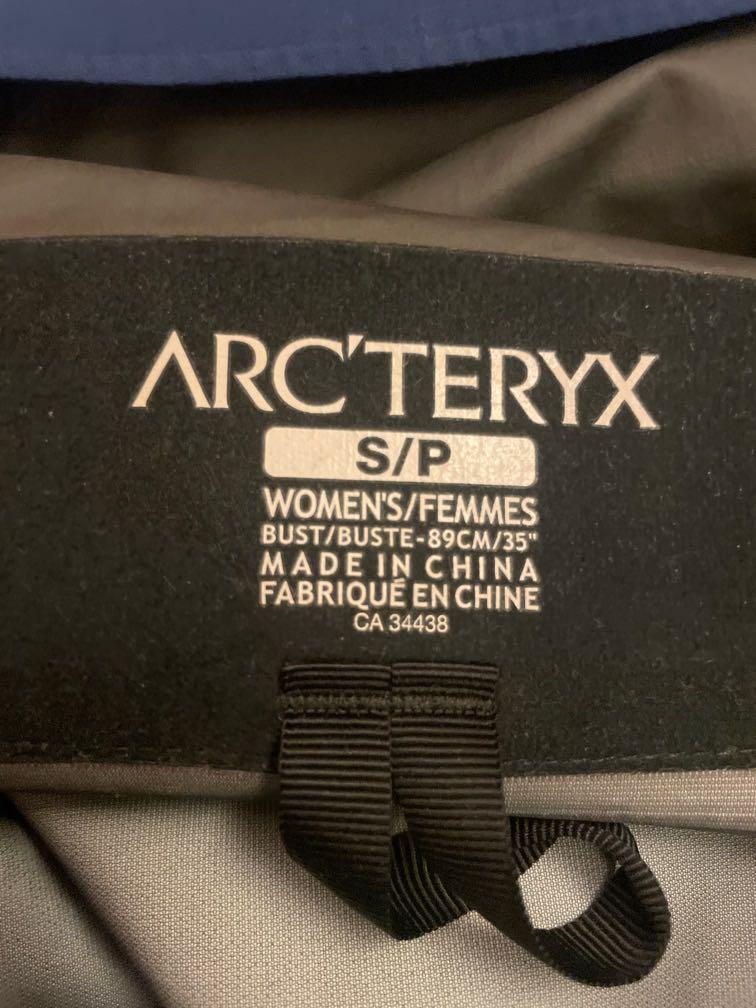 ARC'TERYX
S/P
WOMEN'S/FEMMES
BUST/BUSTE-89CM/35"
MADE IN CHINA
FABRIQUÉ EN CHINE
CA 34438